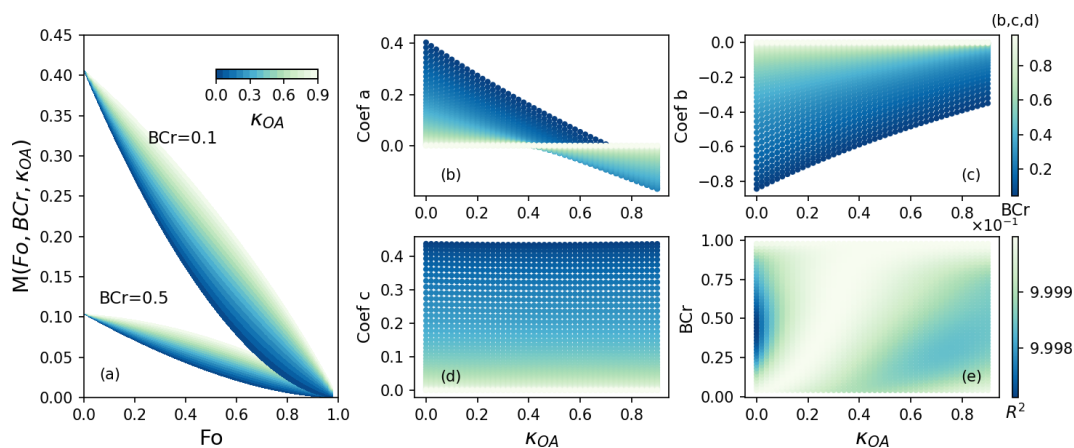 M(Fo, BCr, κOA)
0.45
0.40
0.35
0.30
0.25
0.20
0.15
0.10
0.05
0.00
0.0 0.2 0.4 0.6 0.8 1.0
Fo
0.0 0.3 0.6 0.9
κOA
BCr=0.1
BCr=0.5
(a)
Coef a
0.4
0.2
0.0
(b)
0.0 0.2 0.4 0.6 0.8
Coef b
0.0
−0.2
−0.4
−0.6
−0.8
(c)
0.0 0.2 0.4 0.6 0.8
(b,c,d)
0.8
0.6
0.4
0.2
BCr
Coef c
0.4
0.3
0.2
0.1
0.0
(d)
0.0 0.2 0.4 0.6 0.8
κOA
BCr
1.00
0.75
0.50
0.25
0.00
(e)
0.0 0.2 0.4 0.6 0.8
κOA
×10−1
9.999
9.998
R2